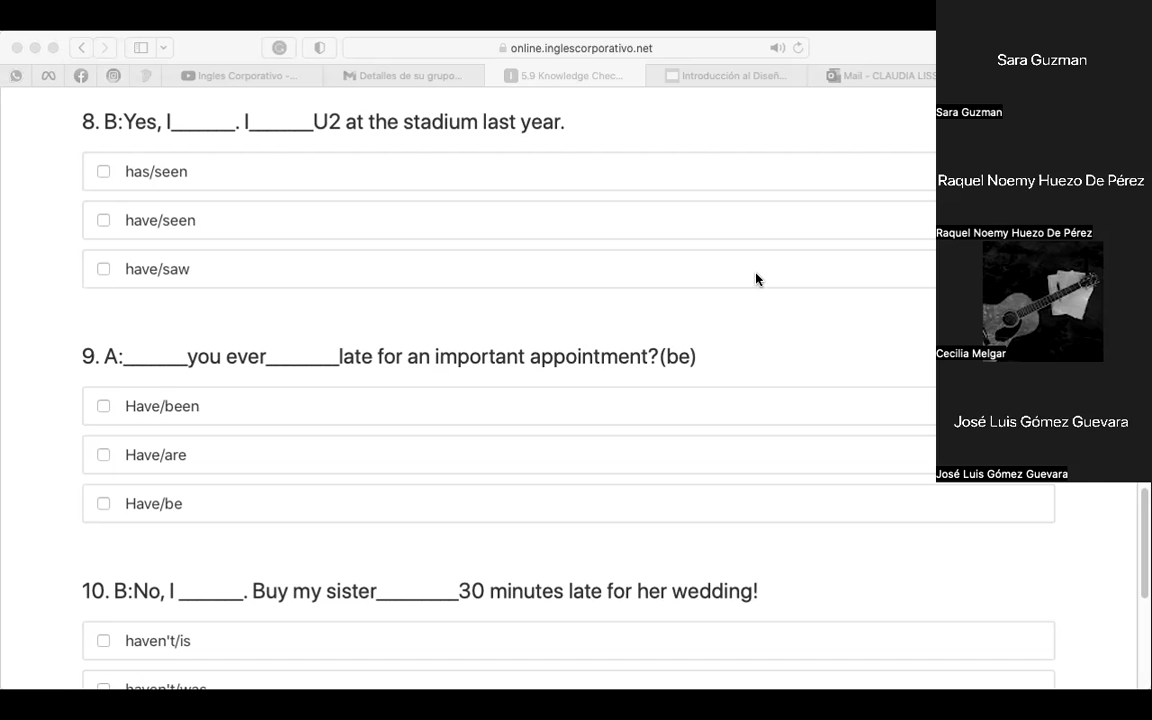 online.inglescorporativo.net
Ingles Corporativo -...
Detalles de su grupo...
5.9 Knowledge Chec...
Introducción al Diseñ...
Mail - CLAUDIA LISS
8. B:Yes, I______. I______U2 at the stadium last year.
has/seen
have/seen
have/saw
9. A:______you ever_______late for an important appointment?(be)
Have/been
Have/are
Have/be
10. B:No, I ______. Buy my sister________30 minutes late for her wedding!
haven't/is
haven't/was
Sara Guzman
Sara Guzman
Raquel Noemy Huezo De Pérez
Raquel Noemy Huezo De Pérez
Cecilia Melgar
José Luis Gómez Guevara
José Luis Gómez Guevara